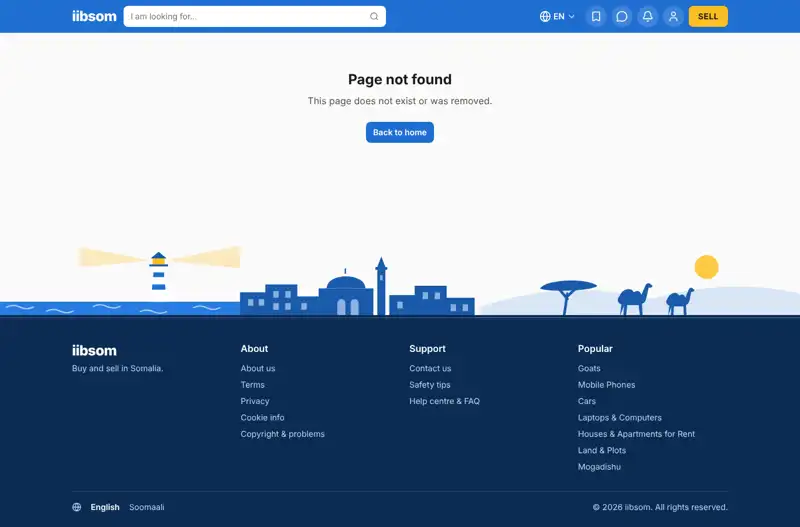 iibsom
I am looking for...
EN
SELL
Page not found
This page does not exist or was removed.
Back to home
iibsom
Buy and sell in Somalia.
About
About us
Terms
Privacy
Cookie info
Copyright & problems
Support
Contact us
Safety tips
Help centre & FAQ
Popular
Goats
Mobile Phones
Cars
Laptops & Computers
Houses & Apartments for Rent
Land & Plots
Mogadishu
English
Soomaali
© 2026 iibsom. All rights reserved.